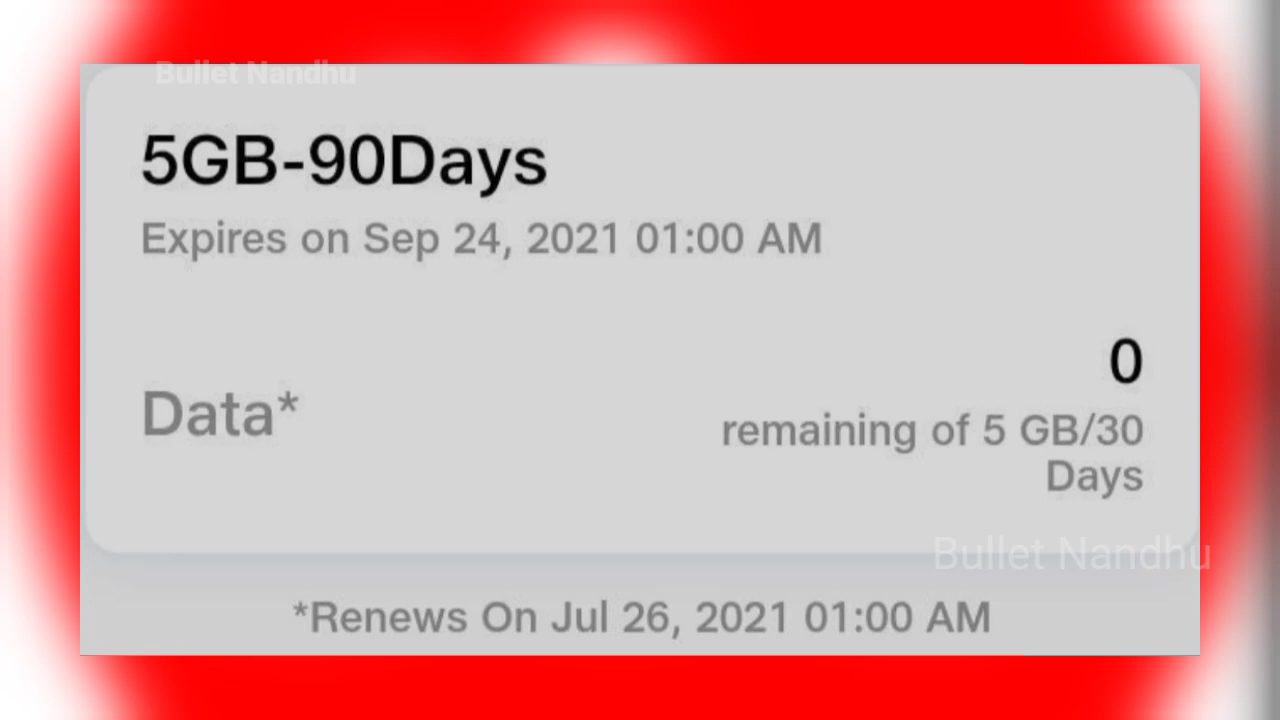 Bullet Nandhu
5GB-90Days
Expires on Sep 24, 2021 01:00 AM
0
Data*
remaining of 5 GB/30
Days
Bullet Nandhu
*Renews On Jul 26, 2021 01:00 AM